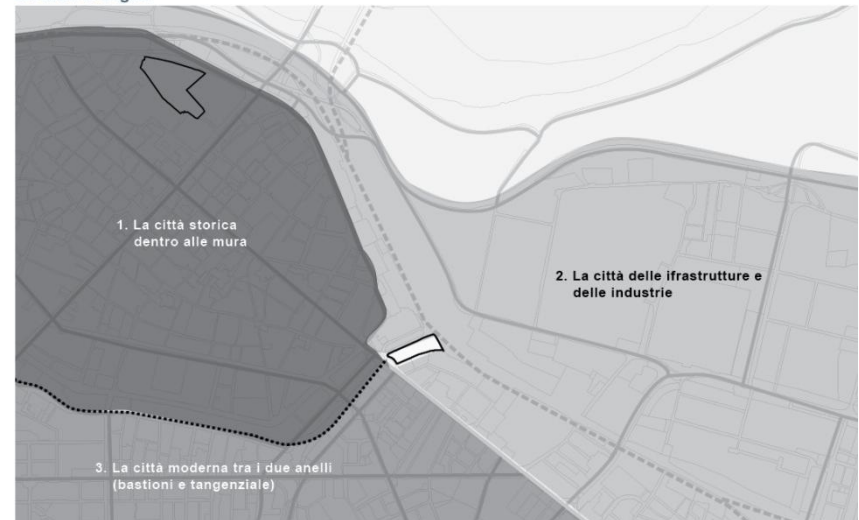 1. La città storica
dentro alle mura
2. La città delle ifrastrutture e
delle industrie
3. La città moderna tra i due anelli
(bastioni e tangenziale)